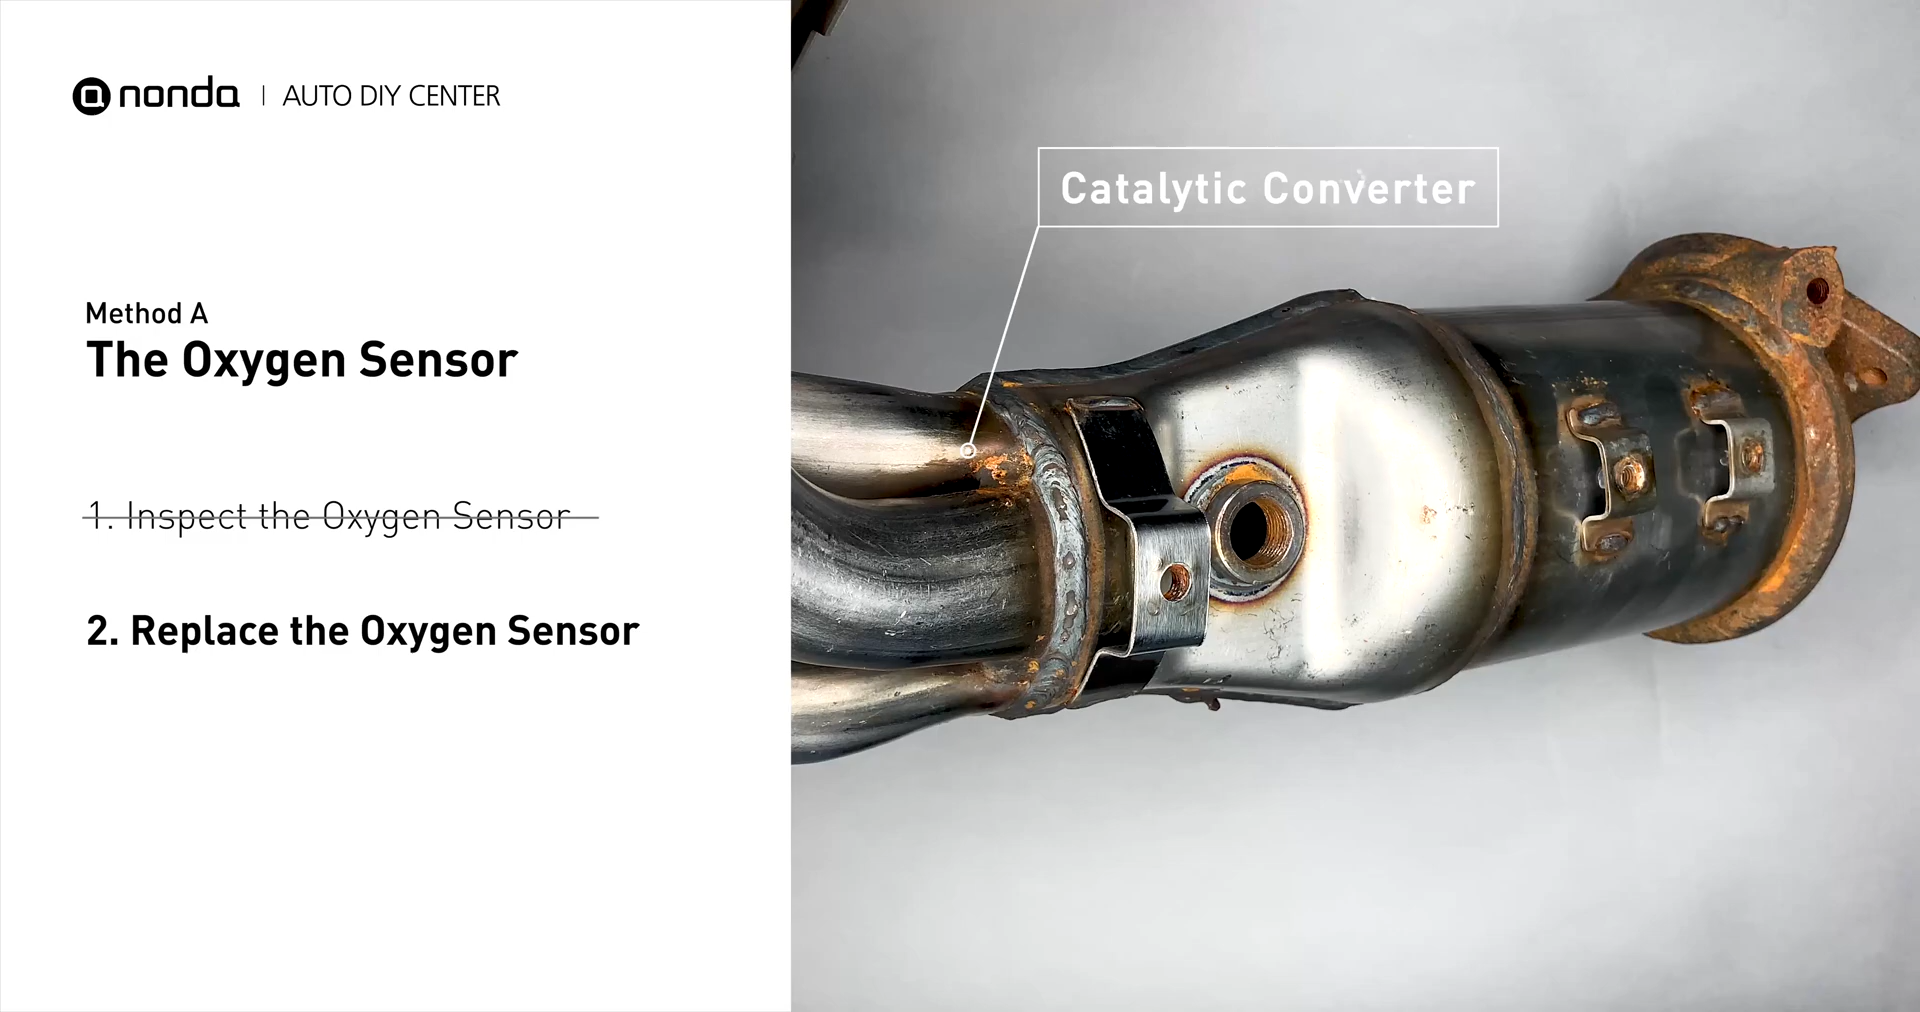 nonda | AUTO DIY CENTER
Method A
The Oxygen Sensor
1. Inspect the Oxygen Sensor
2. Replace the Oxygen Sensor
Catalytic Converter